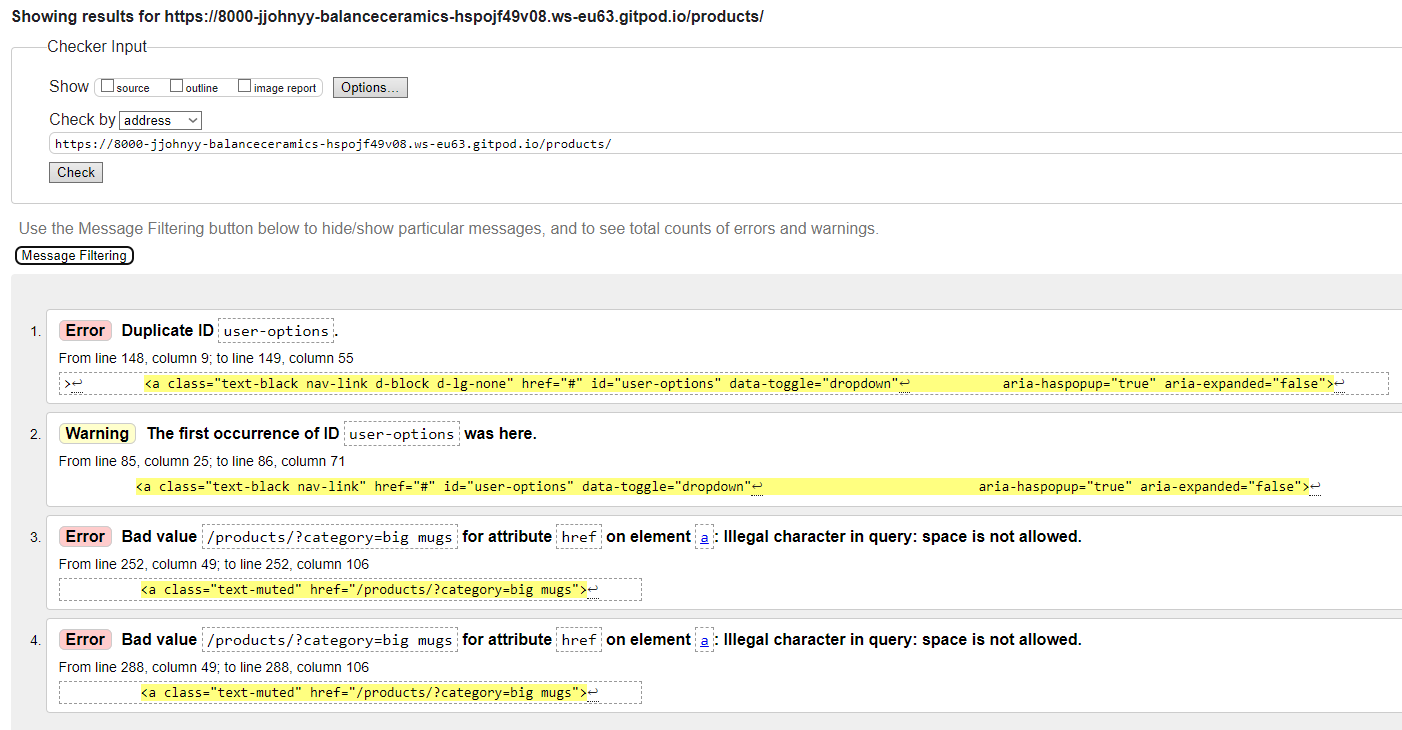 Showing results for https://8000-jjohnyy-balanceceramics-hspojf49v08.ws-eu63.gitpod.io/products/
Checker Input
Show source outline image report Options...
Check by address
https://8000-jjohnyy-balanceceramics-hspojf49v08.ws-eu63.gitpod.io/products/
Check
Use the Message Filtering button below to hide/show particular messages, and to see total counts of errors and warnings.
Message Filtering
1. Error Duplicate ID user-options.
From line 148, column 9; to line 149, column 55
>↩ <a class="text-black nav-link d-block d-lg-none" href="#" id="user-options" data-toggle="dropdown"↩ aria-haspopup="true" aria-expanded="false">↩
2. Warning The first occurrence of ID user-options was here.
From line 85, column 25; to line 86, column 71
<a class="text-black nav-link" href="#" id="user-options" data-toggle="dropdown"↩ aria-haspopup="true" aria-expanded="false">↩
3. Error Bad value /products/?category=big mugs for attribute href on element a: Illegal character in query: space is not allowed.
From line 252, column 49; to line 252, column 106
<a class="text-muted" href="/products/?category=big mugs">↩
4. Error Bad value /products/?category=big mugs for attribute href on element a: Illegal character in query: space is not allowed.
From line 288, column 49; to line 288, column 106
<a class="text-muted" href="/products/?category=big mugs">↩